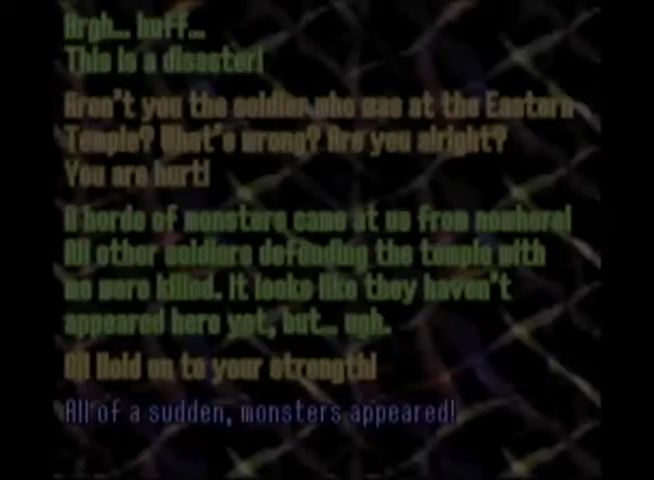 Argh... huff...
This is a disaster!
Aren't you the soldier who was at the Eastern
Temple? What's wrong? Are you alright?
You are hurt!
A horde of monsters came at us from nowhere!
All other soldiers defending the temple with
me were killed. It looks like they haven't
appeared here yet, but... ugh.
Oi! Hold on to your strength!
All of a sudden, monsters appeared!